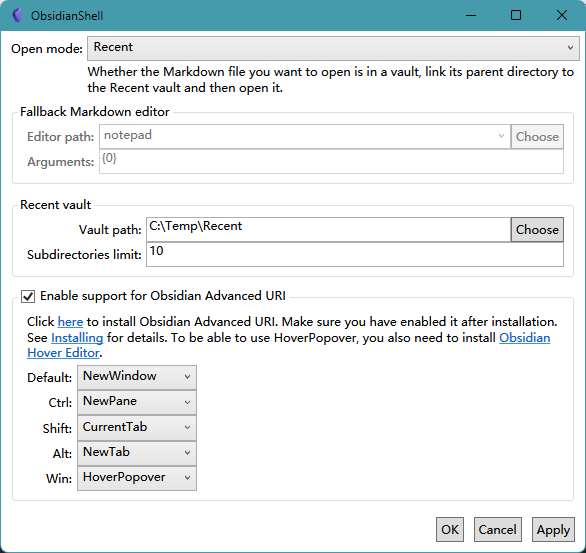 ObsidianShell
Open mode: Recent
Whether the Markdown file you want to open is in a vault, link its parent directory to
the Recent vault and then open it.
Fallback Markdown editor
Editor path: notepad Choose
Arguments: {0}
Recent vault
Vault path: C:\Temp\Recent Choose
Subdirectories limit: 10
Enable support for Obsidian Advanced URI
Click here to install Obsidian Advanced URI. Make sure you have enabled it after installation.
See Installing for details. To be able to use HoverPopover, you also need to install Obsidian
Hover Editor.
Default: NewWindow
Ctrl: NewPane
Shift: CurrentTab
Alt: NewTab
Win: HoverPopover
OK Cancel Apply